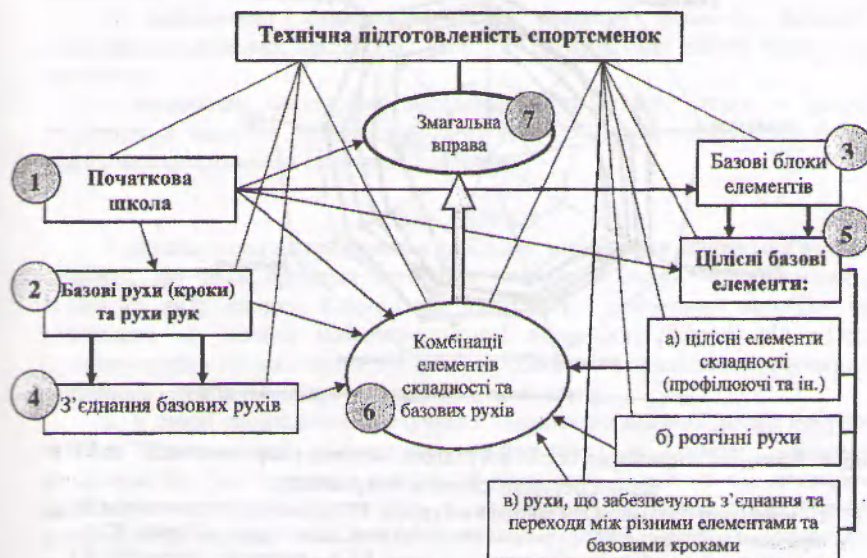 Технічна підготовленість спортсменок
7
Змагальна
вправа
1
Початкова
школа
3
Базові блоки
елементів
5
Цілісні базові
елементи:
2
Базові рухи (кроки)
та рухи рук
Комбінації
елементів
складності та
базових рухів
6
а) цілісні елементи
складності
(профілюючі та ін.)
4
З’єднання базових рухів
б) розгінні рухи
в) рухи, що забезпечують з’єднання та
переходи між різними елементами та
базовими кроками